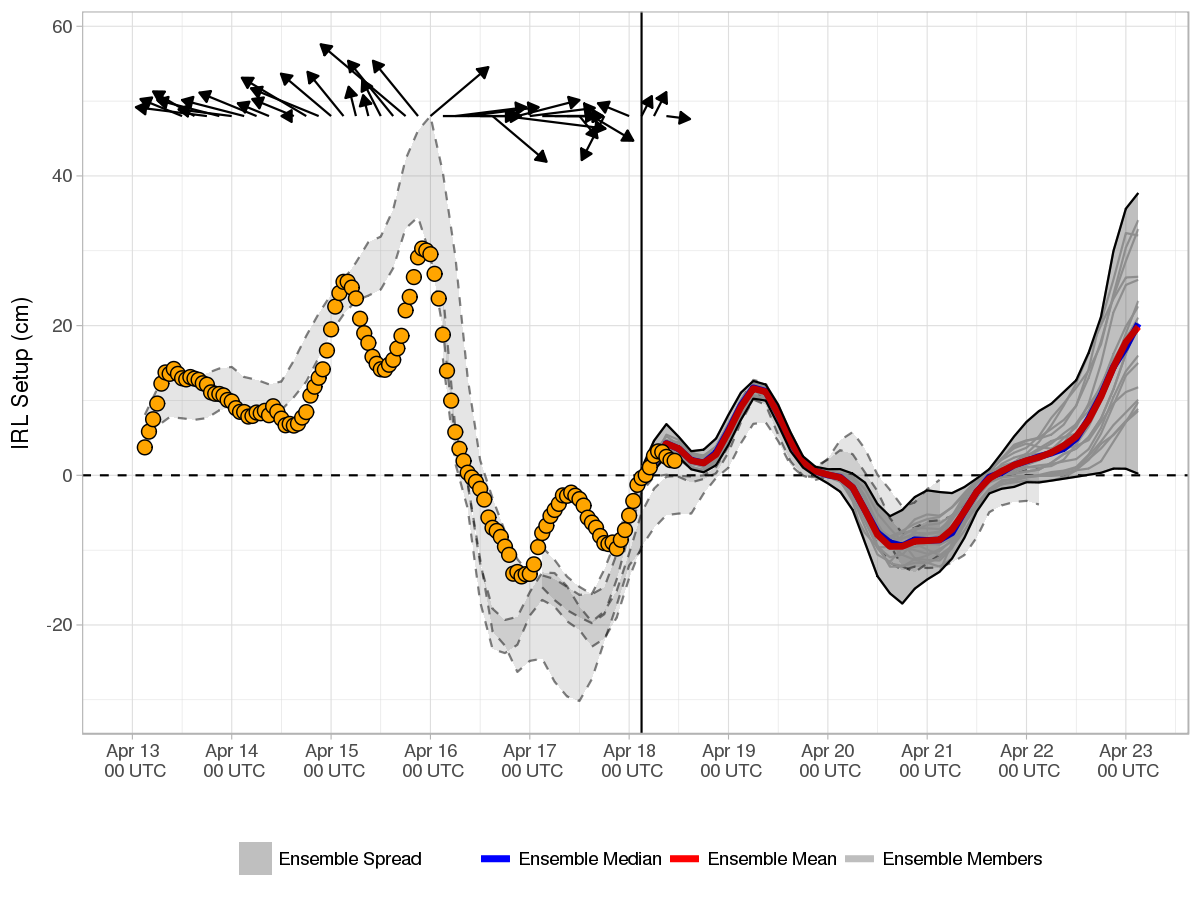 60
40
20
0
-20
IRL Setup (cm)
Apr 13 Apr 14 Apr 15 Apr 16 Apr 17 Apr 18 Apr 19 Apr 20 Apr 21 Apr 22 Apr 23
00 UTC 00 UTC 00 UTC 00 UTC 00 UTC 00 UTC 00 UTC 00 UTC 00 UTC 00 UTC 00 UTC
Ensemble Spread Ensemble Median Ensemble Mean Ensemble Members